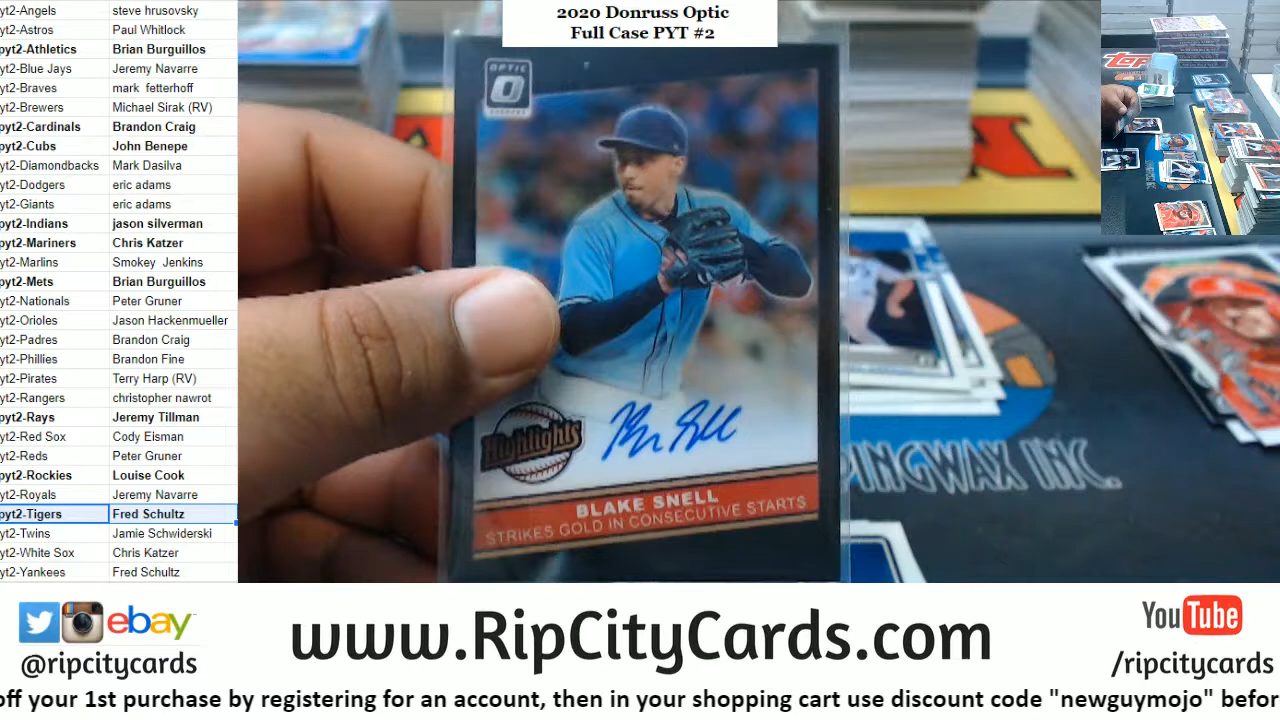 2020 Donruss Optic
Full Case PYT #2
pyt2-Angels steve hrusovsky
pyt2-Astros Paul Whitlock
pyt2-Athletics Brian Burguillos
pyt2-Blue Jays Jeremy Navarre
pyt2-Braves mark fetterhoff
pyt2-Brewers Michael Sirak (RV)
pyt2-Cardinals Brandon Craig
pyt2-Cubs John Benepe
pyt2-Diamondbacks Mark Dasilva
pyt2-Dodgers eric adams
pyt2-Giants eric adams
pyt2-Indians jason silverman
pyt2-Mariners Chris Katzer
pyt2-Marlins Smokey Jenkins
pyt2-Mets Brian Burguillos
pyt2-Nationals Peter Gruner
pyt2-Orioles Jason Hackenmueller
pyt2-Padres Brandon Craig
pyt2-Phillies Brandon Fine
pyt2-Pirates Terry Harp (RV)
pyt2-Rangers christopher nawrot
pyt2-Rays Jeremy Tillman
pyt2-Red Sox Cody Elsman
pyt2-Reds Peter Gruner
pyt2-Rockies Louise Cook
pyt2-Royals Jeremy Navarre
pyt2-Tigers Fred Schultz
pyt2-Twins Jamie Schwiderski
pyt2-White Sox Chris Katzer
pyt2-Yankees Fred Schultz
OPTIC
Highlights
BLAKE SNELL
STRIKES GOLD IN CONSECUTIVE STARTS
PINGWAX INC.
TOPPS
ebay
@ripcitycards
www.RipCityCards.com
YouTube
/ripcitycards
off your 1st purchase by registering for an account, then in your shopping cart use discount code "newguymojo" befor